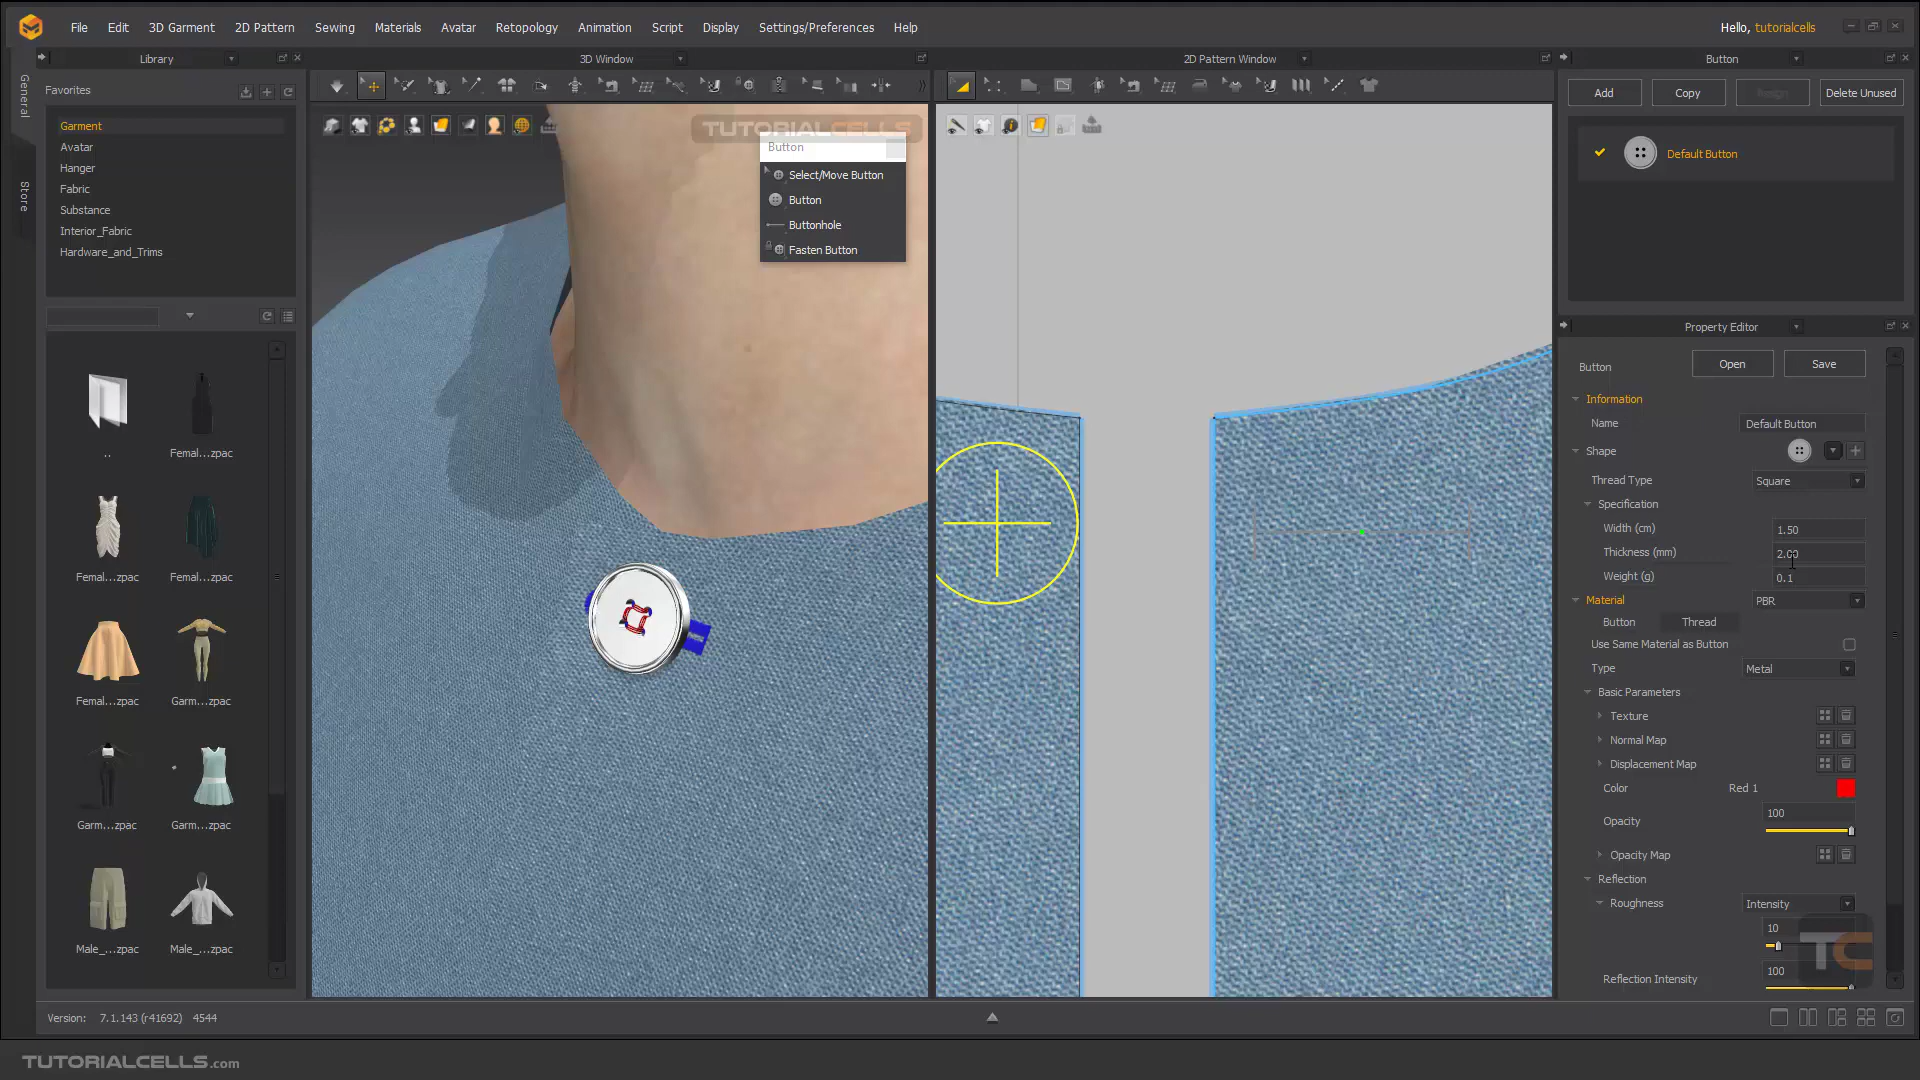 File Edit 3D Garment 2D Pattern Sewing Materials Avatar Retopology Animation Script Display Settings/Preferences Help
Hello, tutorialcells
Library
3D Window
2D Pattern Window
Button
General
Store
Favorites
Garment
Avatar
Hanger
Fabric
Substance
Interior_Fabric
Hardware_and_Trims
..
Femal...zpac
Femal...zpac
Femal...zpac
Femal...zpac
Garm...zpac
Garm...zpac
Garm...zpac
Male_...zpac
Male_...zpac
TUTORIALCELLS
Button
Select/Move Button
Button
Buttonhole
Fasten Button
Add
Copy
Delete Unused
Default Button
Property Editor
Button
Open
Save
Information
Name Default Button
Shape
Thread Type Square
Specification
Width (cm) 1.50
Thickness (mm) 2.00
Weight (g) 0.1
Material PBR
Button Thread
Use Same Material as Button
Type Metal
Basic Parameters
Texture
Normal Map
Displacement Map
Color Red 1
Opacity 100
Opacity Map
Reflection
Roughness Intensity
10
Reflection Intensity 100
TC
Version: 7.1.143 (r41692) 4544
TUTORIALCELLS.com